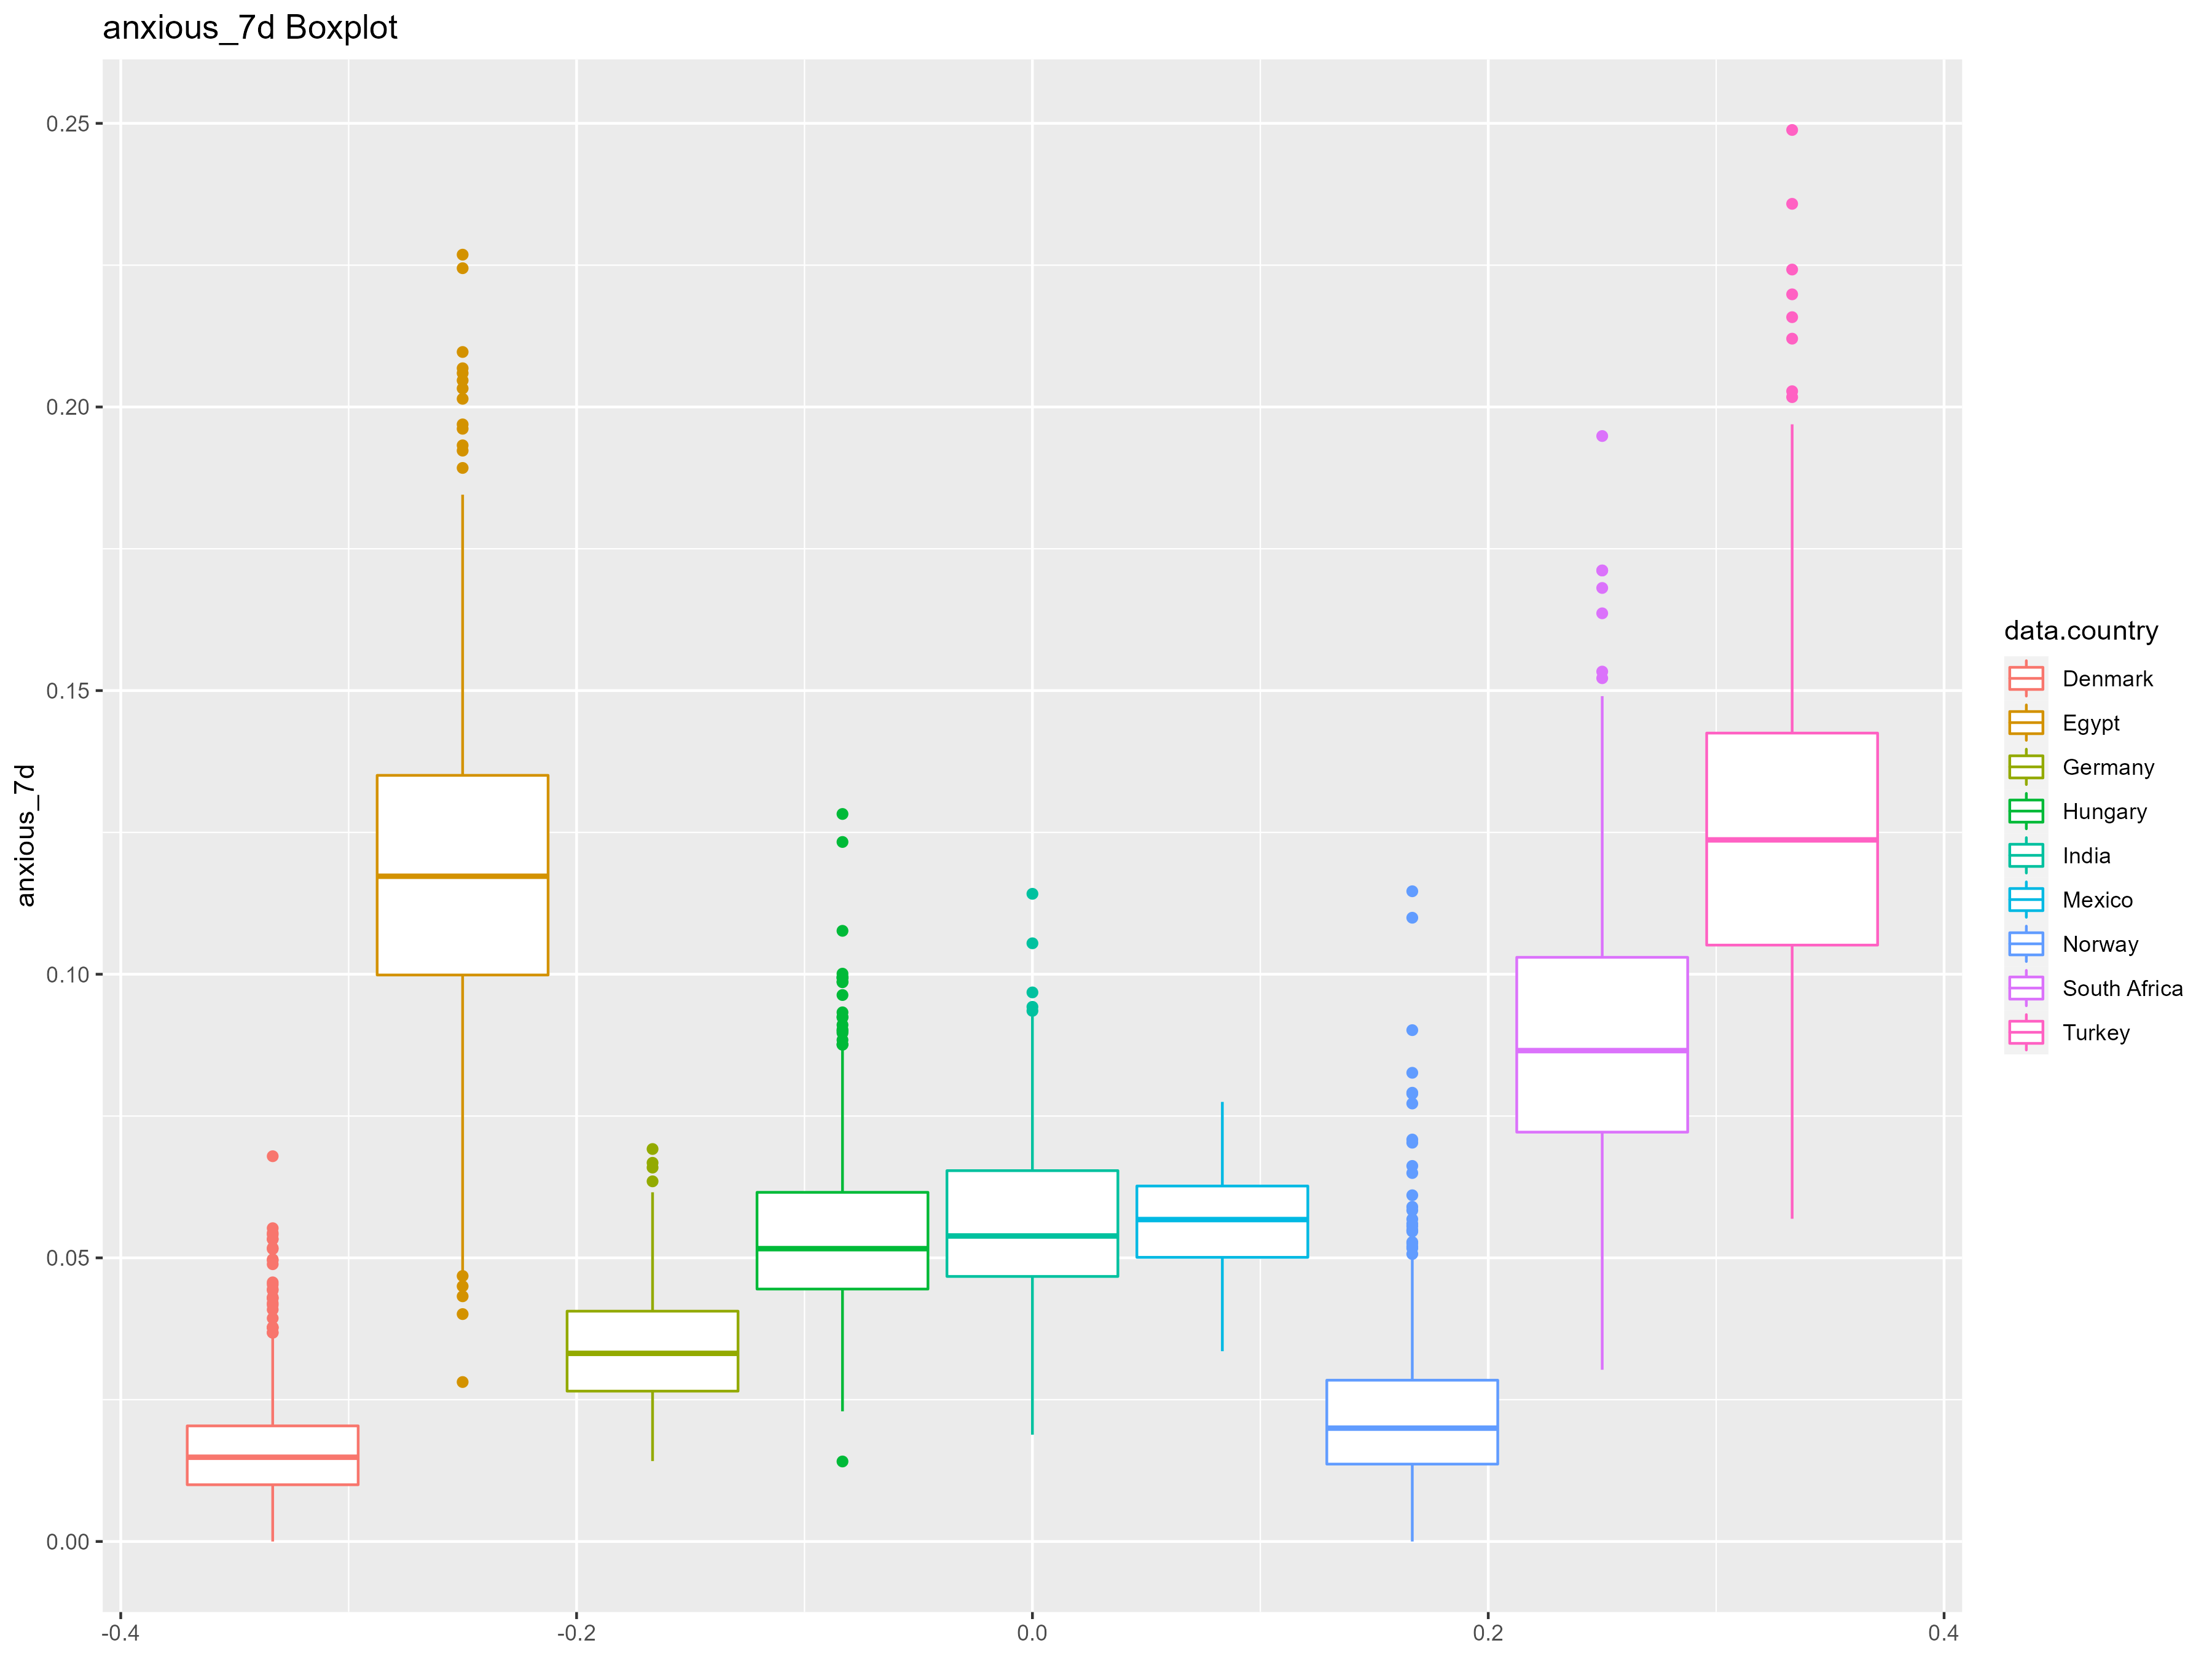 anxious_7d Boxplot
0.25
0.20
0.15
0.10
0.05
0.00
anxious_7d
-0.4
-0.2
0.0
0.2
0.4
data.country
Denmark
Egypt
Germany
Hungary
India
Mexico
Norway
South Africa
Turkey